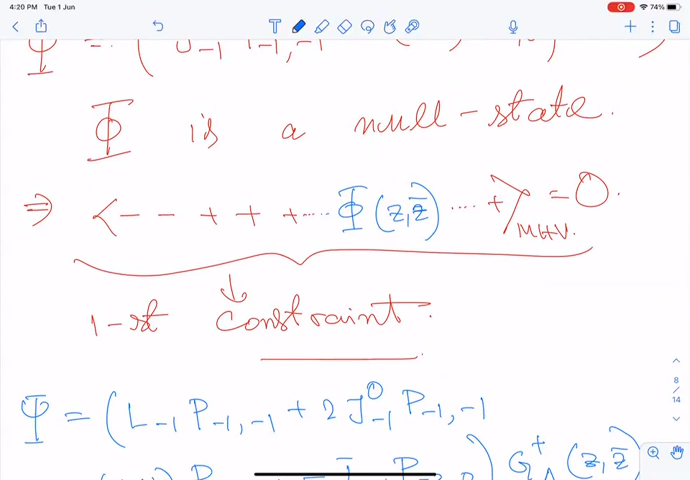 4:20 PM Tue 1 Jun
74%
Φ is a null-state.
⇒ < - - + + + ..... Φ(z, z̄) .... + >MHV = 0.
1-st constraint.
Ψ = (L-1 P-1,-1 + 2 J⁰-1 P-1,-1
) G⁺Δ (z, z̄
8
/
14